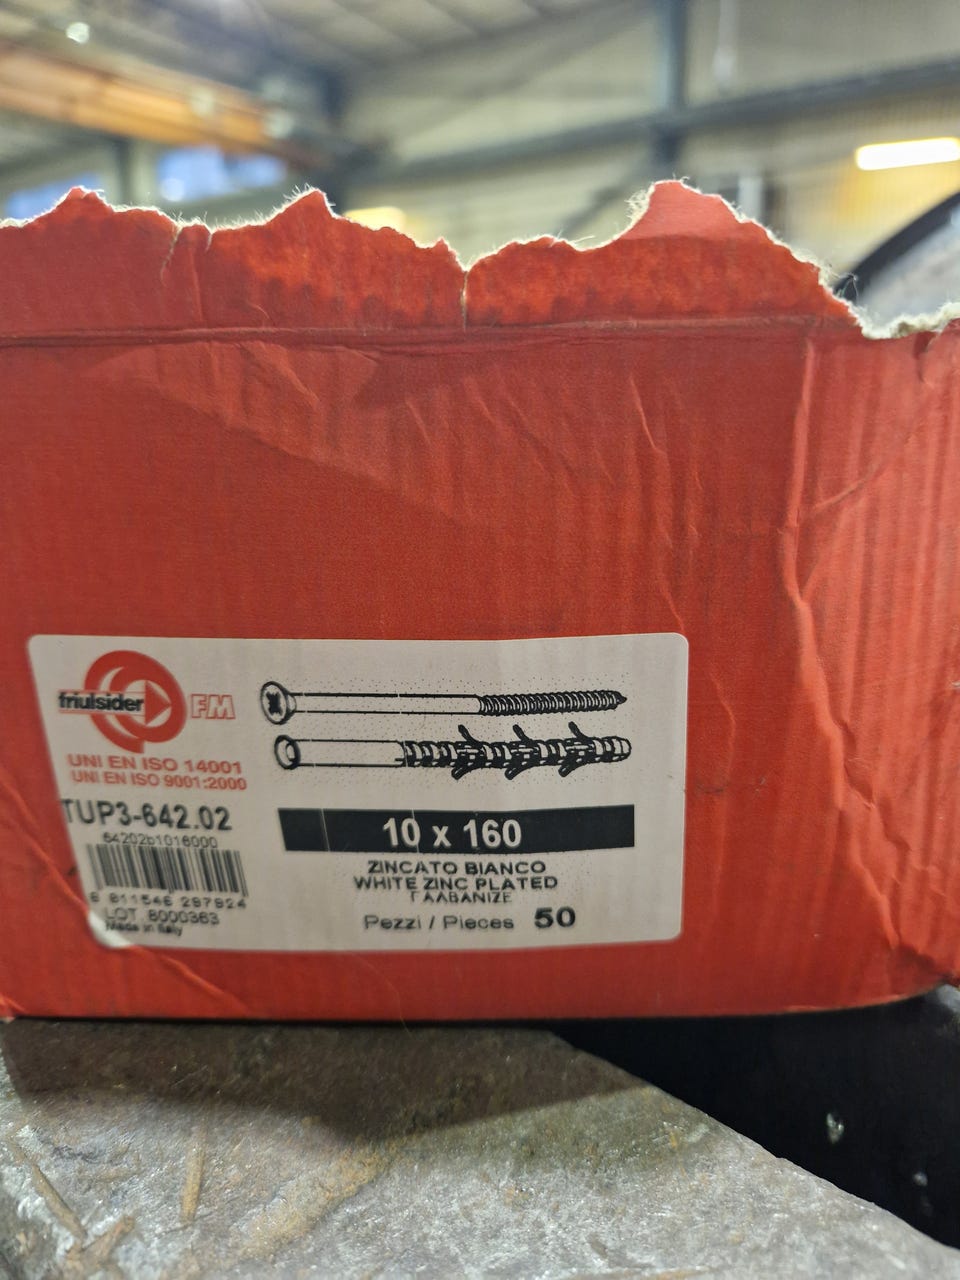 friulsider
FM
UNI EN ISO 14001
UNI EN ISO 9001:2000
TUP3-642.02
64202b1016000
8 811546 297924
LOT 8000363
Made in Italy
10 x 160
ZINCATO BIANCO
WHITE ZINC PLATED
ΓΑΛΒΑΝΙΖΕ
Pezzi / Pieces 50